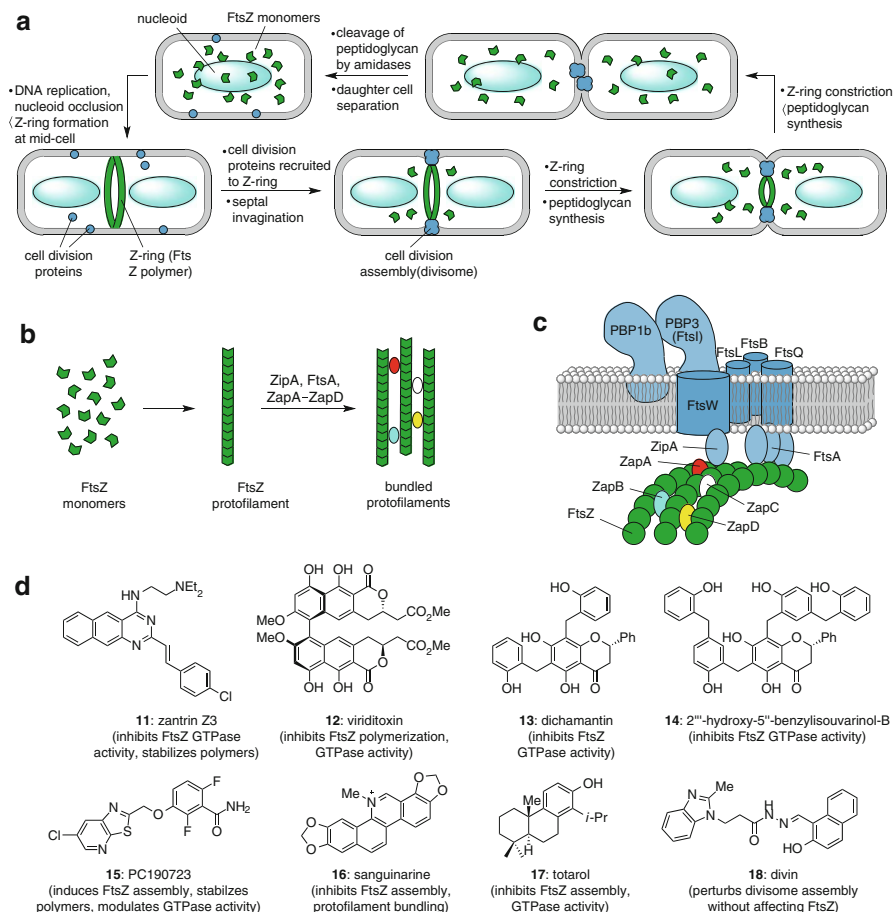 a
nucleoid
FtsZ monomers
•cleavage of
peptidoglycan
by amidases
•daughter cell
separation
•DNA replication,
nucleoid occlusion
⟨Z-ring formation
at mid-cell
•Z-ring constriction
⟨peptidoglycan
synthesis
•cell division
proteins recruited
to Z-ring
•septal
invagination
•Z-ring
constriction
•peptidoglycan
synthesis
cell division
proteins
Z-ring (Fts
Z polymer)
cell division
assembly(divisome)
b
ZipA, FtsA,
ZapA–ZapD
FtsZ
monomers
FtsZ
protofilament
bundled
protofilaments
c
PBP1b
PBP3
(FtsI)
FtsL
FtsB
FtsQ
FtsW
ZipA
ZapA
FtsA
ZapB
ZapC
FtsZ
ZapD
d
HN
NEt2
N
N
Cl
11: zantrin Z3
(inhibits FtsZ GTPase
activity, stabilizes polymers)
OH OH O
O
CO2Me
MeO
MeO
CO2Me
O
OH OH O
12: viriditoxin
(inhibits FtsZ polymerization,
GTPase activity)
OH
HO O Ph
OH OH O
13: dichamantin
(inhibits FtsZ
GTPase activity)
OH OH OH
HO O Ph
OH OH O
14: 2'''-hydroxy-5''-benzylisouvarinol-B
(inhibits FtsZ GTPase activity)
F
N
NH2
Cl S O
N F O
15: PC190723
(induces FtsZ assembly, stabilzes
polymers, modulates GTPase activity)
O
Me N + O
O
O
16: sanguinarine
(inhibits FtsZ assembly,
protofilament bundling)
OH
Me
i-Pr
H
17: totarol
(inhibits FtsZ assembly,
GTPase activity)
N Me
N H
N N
O HO
18: divin
(perturbs divisome assembly
without affecting FtsZ)